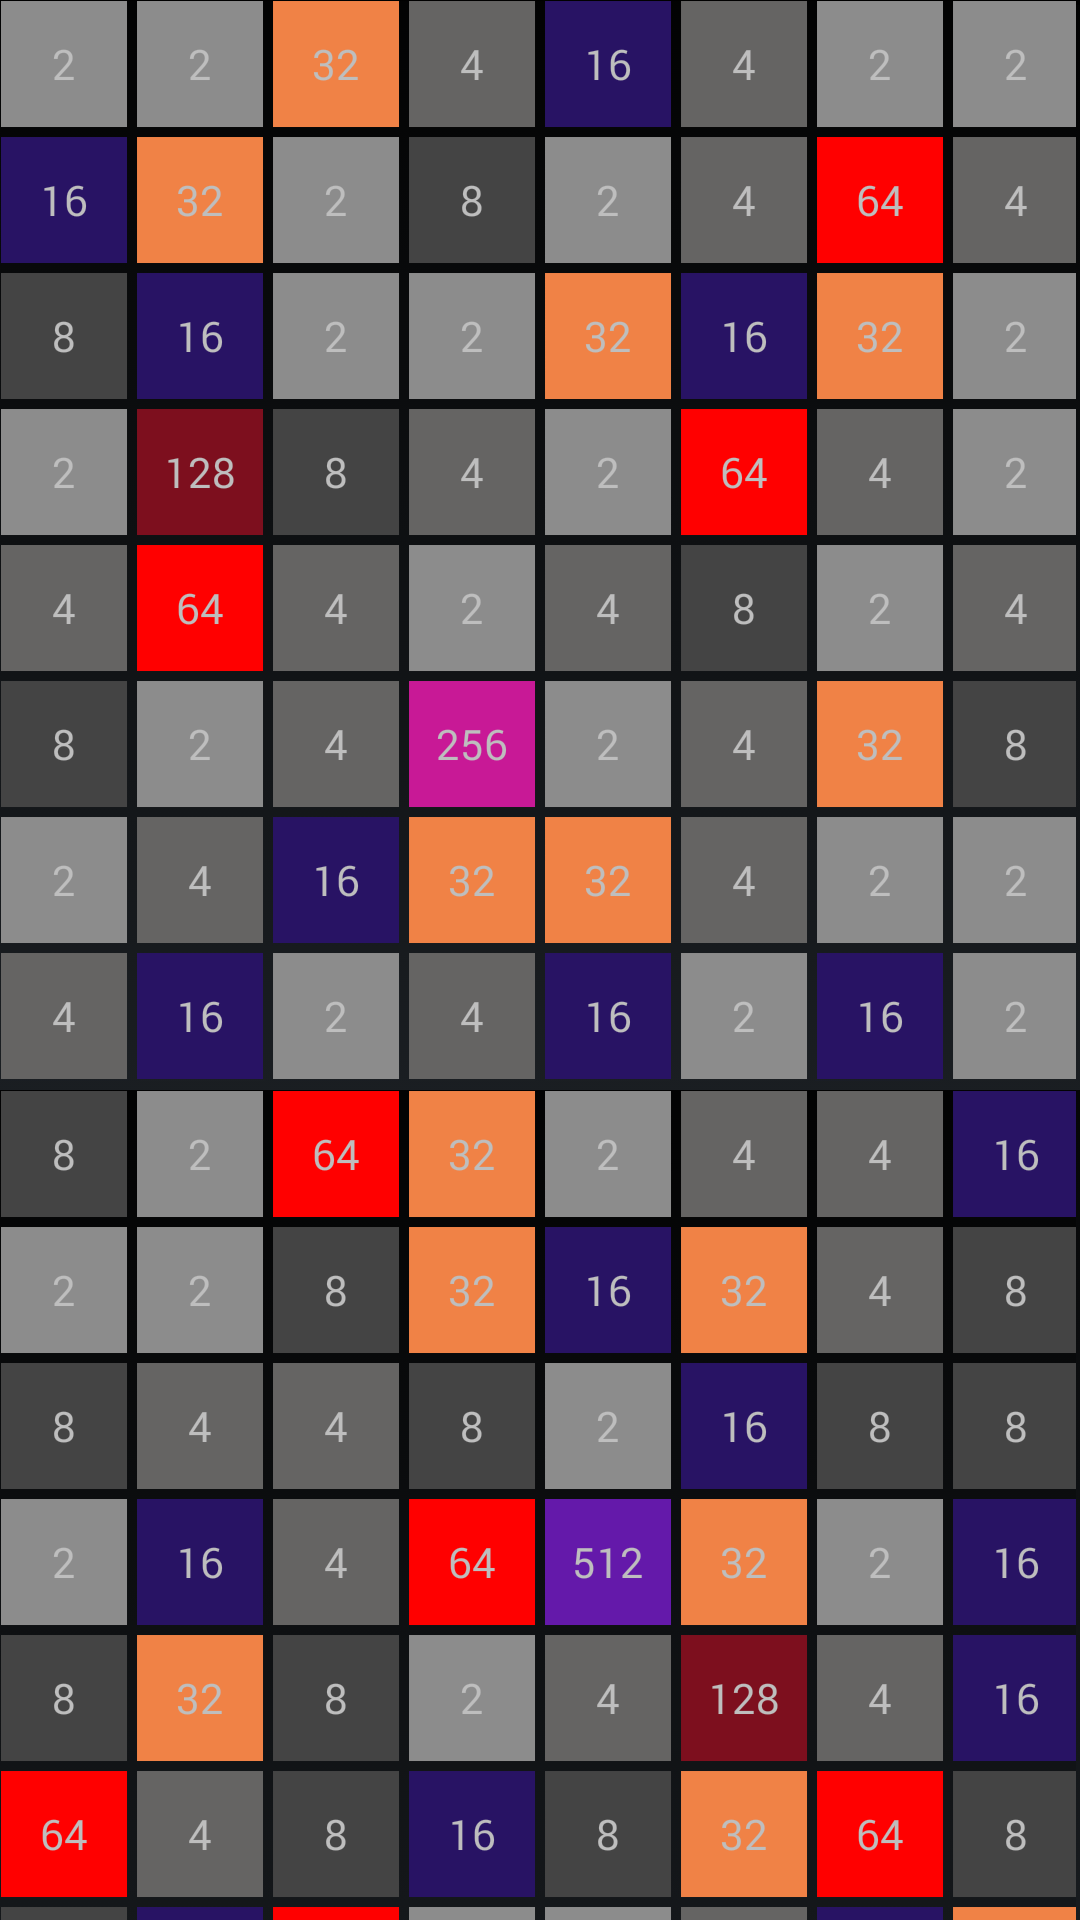 2 2 32 4 16 4 2 2
16 32 2 8 2 4 64 4
8 16 2 2 32 16 32 2
2 128 8 4 2 64 4 2
4 64 4 2 4 8 2 4
8 2 4 256 2 4 32 8
2 4 16 32 32 4 2 2
4 16 2 4 16 2 16 2
8 2 64 32 2 4 4 16
2 2 8 32 16 32 4 8
8 4 4 8 2 16 8 8
2 16 4 64 512 32 2 16
8 32 8 2 4 128 4 16
64 4 8 16 8 32 64 8